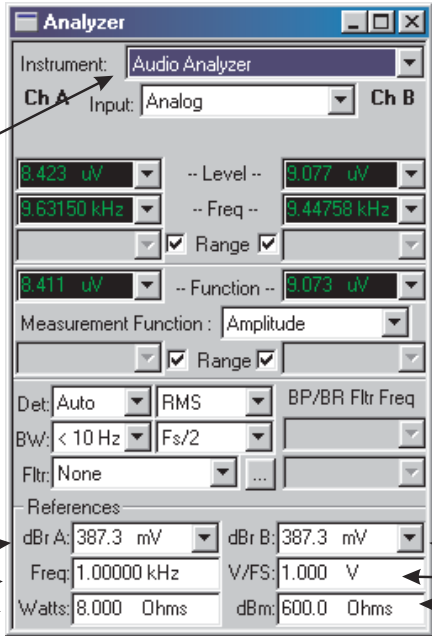 Analyzer
Instrument: Audio Analyzer
Ch A Input: Analog Ch B
8.423 uV -- Level -- 9.077 uV
9.63150 kHz -- Freq -- 9.44758 kHz
Range
8.411 uV -- Function -- 9.073 uV
Measurement Function : Amplitude
Range
Det: Auto RMS BP/BR Fltr Freq
BW: < 10 Hz Fs/2
Fltr: None ...
References
dBr A: 387.3 mV dBr B: 387.3 mV
Freq: 1.00000 kHz V/FS: 1.000 V
Watts: 8.000 Ohms dBm: 600.0 Ohms